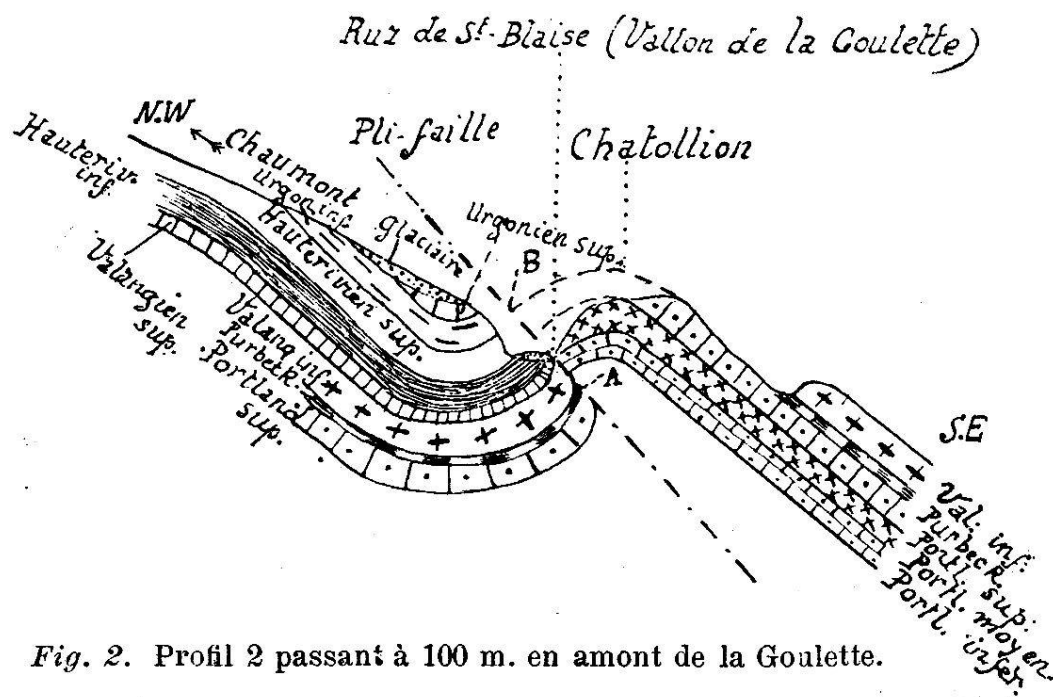 Ruz de St-Blaise (Vallon de la Goulette)
N.W
Pli-faille
Chatollion
Hauteriv.
inf.
Chaumont
Urgon inf.
Hauterivien sup.
Glaciaire
Urgonien sup.
B
Valangien
sup.
Valang inf.
Purbeck.
Portland
sup.
A
S.E
Val. inf.
Purbeck.
Portl. sup.
Portl. moyen.
Portl. infér.
Fig. 2. Profil 2 passant à 100 m. en amont de la Goulette.